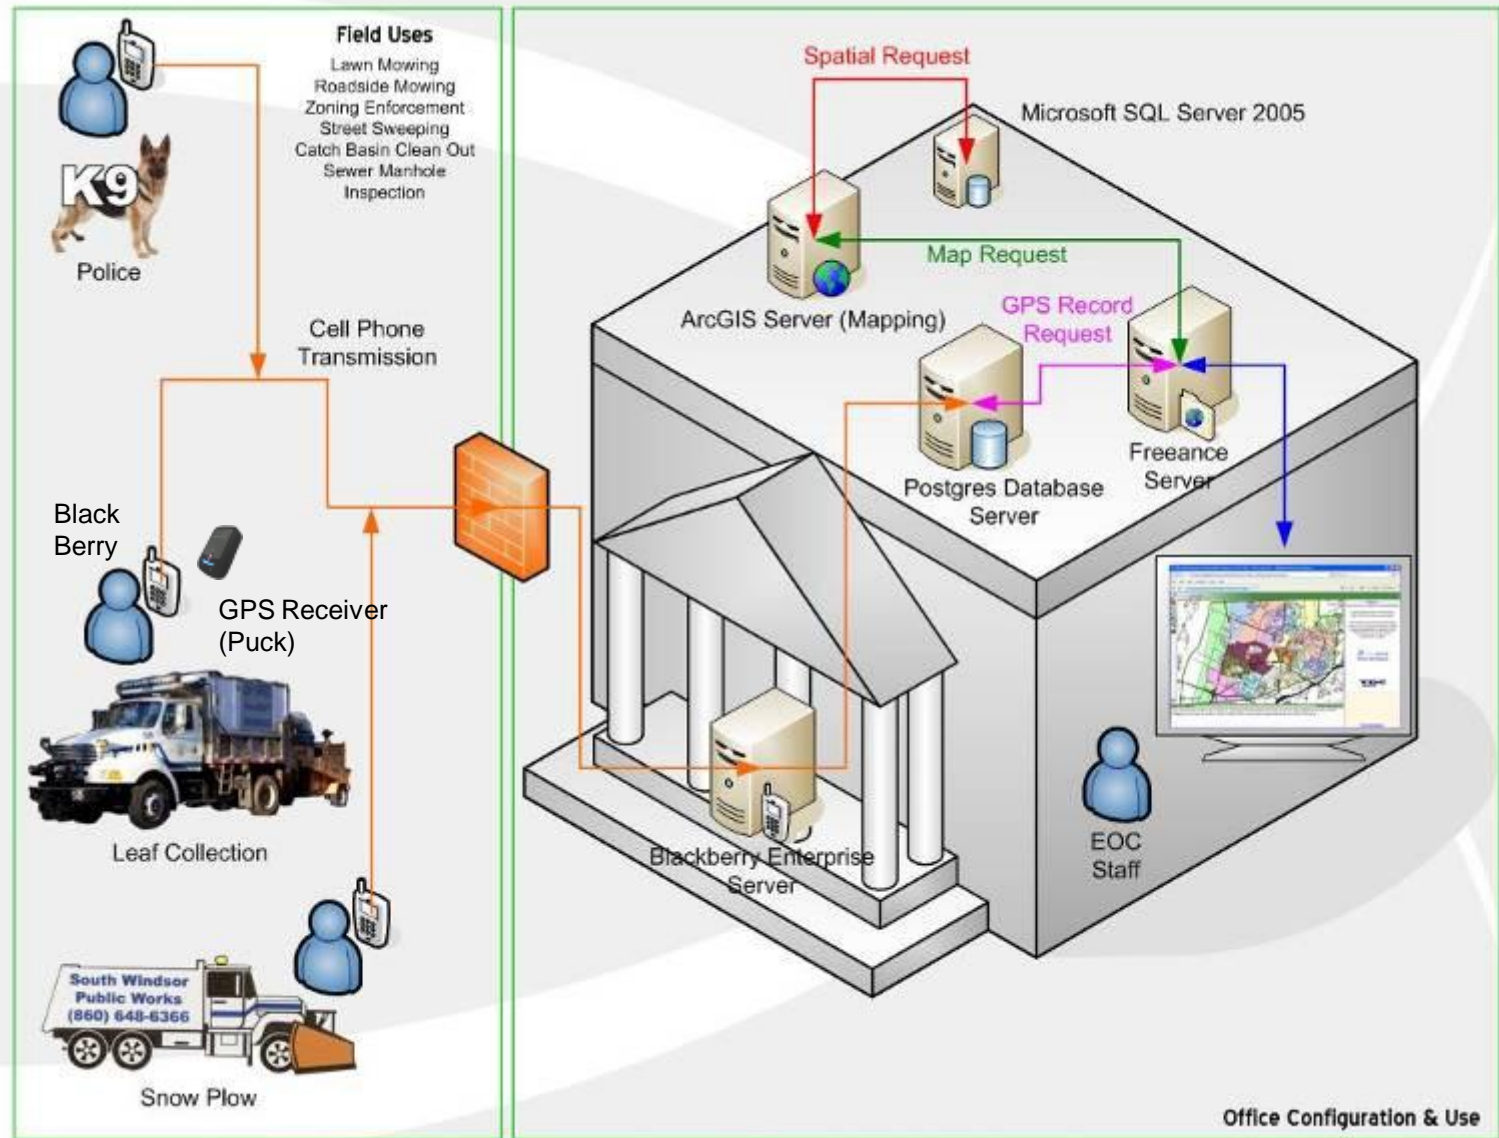 Field Uses
Lawn Mowing
Roadside Mowing
Zoning Enforcement
Street Sweeping
Catch Basin Clean Out
Sewer Manhole
Inspection
K9
Police
Cell Phone
Transmission
Black
Berry
GPS Receiver
(Puck)
Leaf Collection
South Windsor
Public Works
(860) 648-6366
Snow Plow
Spatial Request
Microsoft SQL Server 2005
Map Request
ArcGIS Server (Mapping)
GPS Record
Request
Freeance
Server
Postgres Database
Server
Blackberry Enterprise
Server
EOC
Staff
Office Configuration & Use